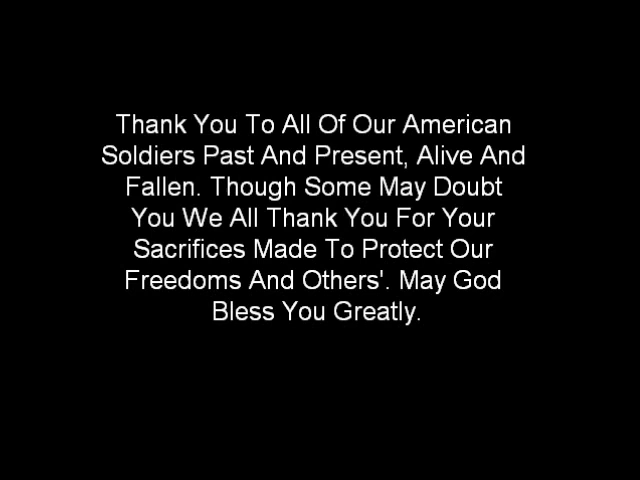 Thank You To All Of Our American
Soldiers Past And Present, Alive And
Fallen. Though Some May Doubt
You We All Thank You For Your
Sacrifices Made To Protect Our
Freedoms And Others'. May God
Bless You Greatly.